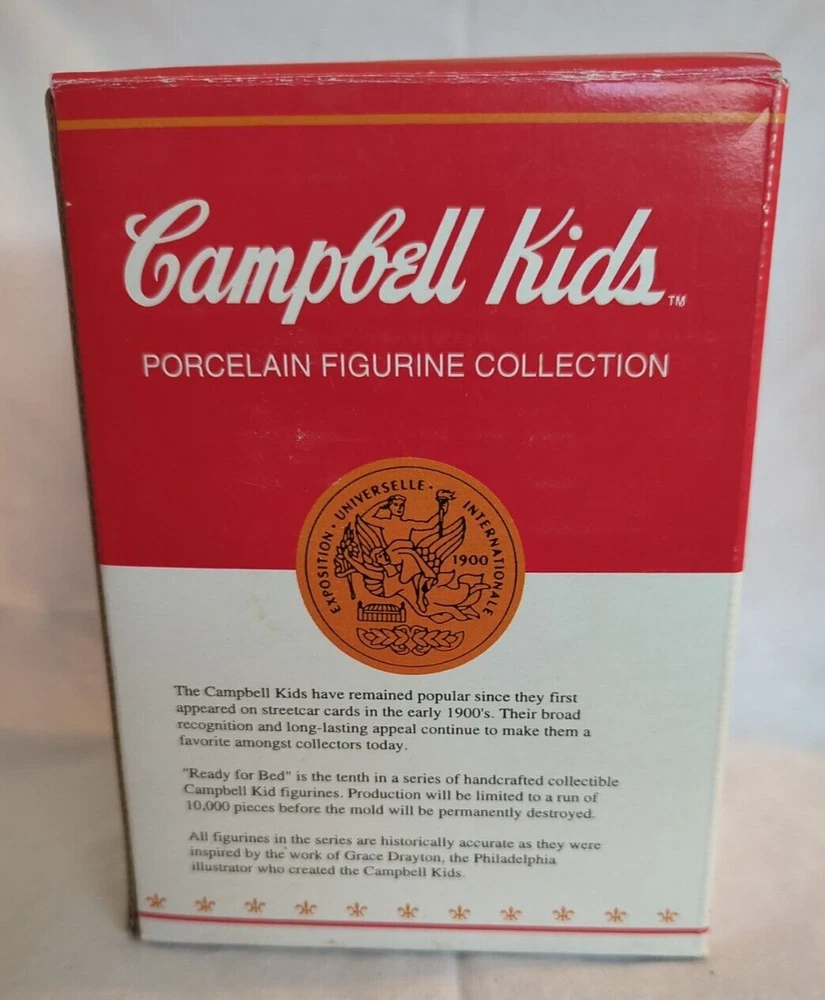 Campbell Kids™
PORCELAIN FIGURINE COLLECTION
EXPOSITION · UNIVERSELLE · INTERNATIONALE
1900
The Campbell Kids have remained popular since they first
appeared on streetcar cards in the early 1900's. Their broad
recognition and long-lasting appeal continue to make them a
favorite amongst collectors today.
"Ready for Bed" is the tenth in a series of handcrafted collectible
Campbell Kid figurines. Production will be limited to a run of
10,000 pieces before the mold will be permanently destroyed.
All figurines in the series are historically accurate as they were
inspired by the work of Grace Drayton, the Philadelphia
illustrator who created the Campbell Kids.